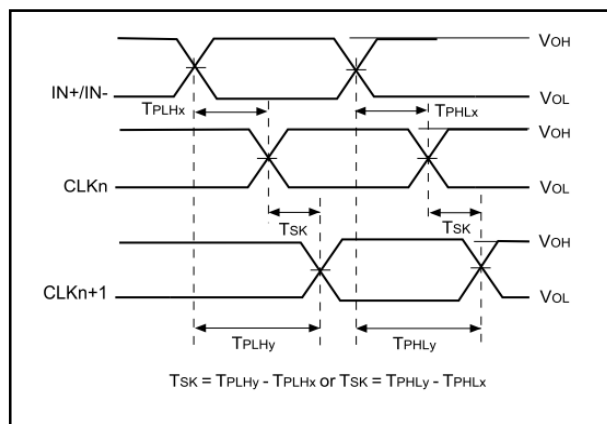 VOH
IN+/IN-
VOL
TPLHx
TPHLx
VOH
CLKn
VOL
TSK
TSK
VOH
CLKn+1
VOL
TPLHy
TPHLy
TSK = TPLHy - TPLHx or TSK = TPHLy - TPHLx